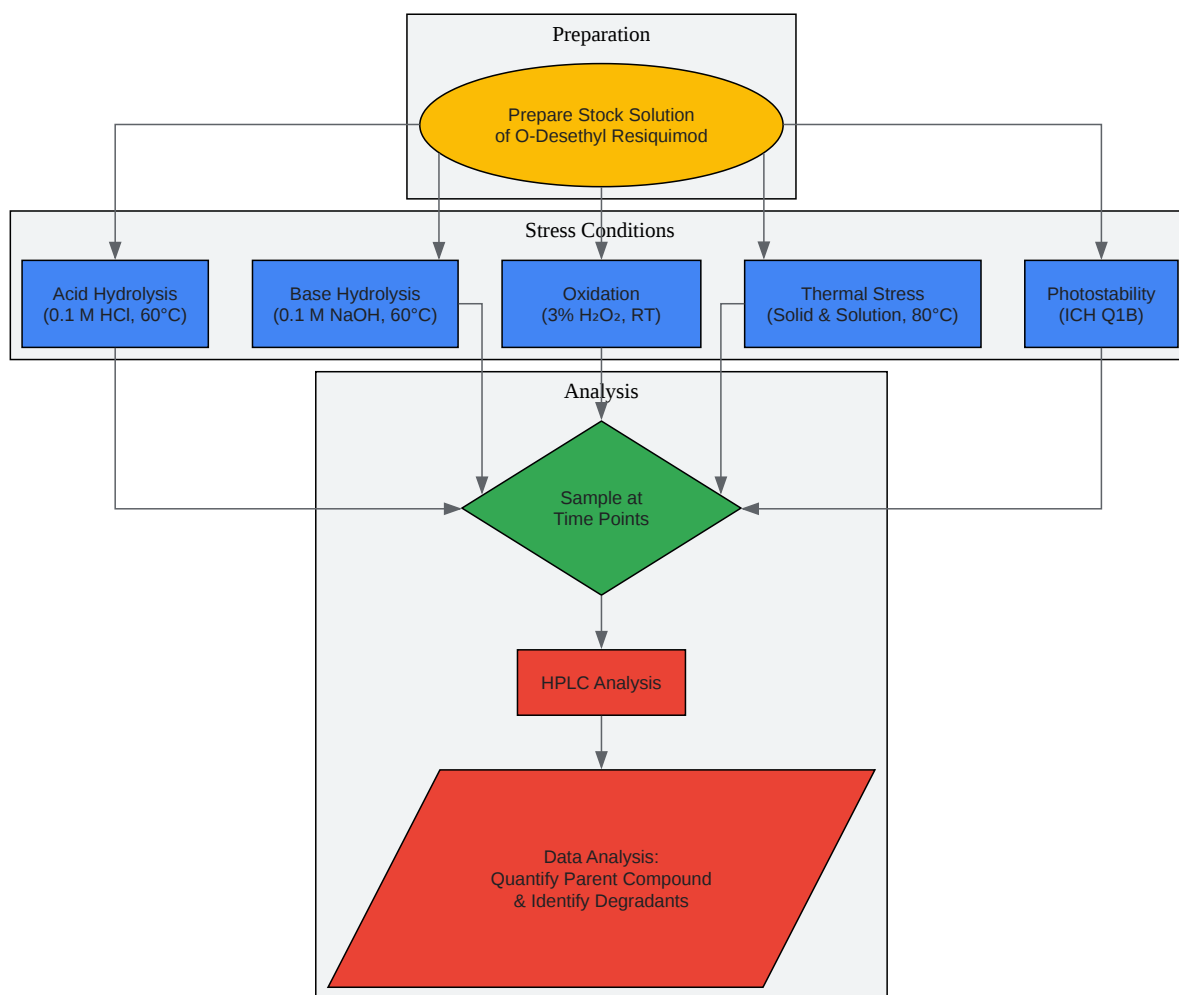 Preparation
Prepare Stock Solution
of O-Desethyl Resiquimod
Stress Conditions
Acid Hydrolysis
(0.1 M HCl, 60°C)
Base Hydrolysis
(0.1 M NaOH, 60°C)
Oxidation
(3% H₂O₂, RT)
Thermal Stress
(Solid & Solution, 80°C)
Photostability
(ICH Q1B)
Analysis
Sample at
Time Points
HPLC Analysis
Data Analysis:
Quantify Parent Compound
& Identify Degradants